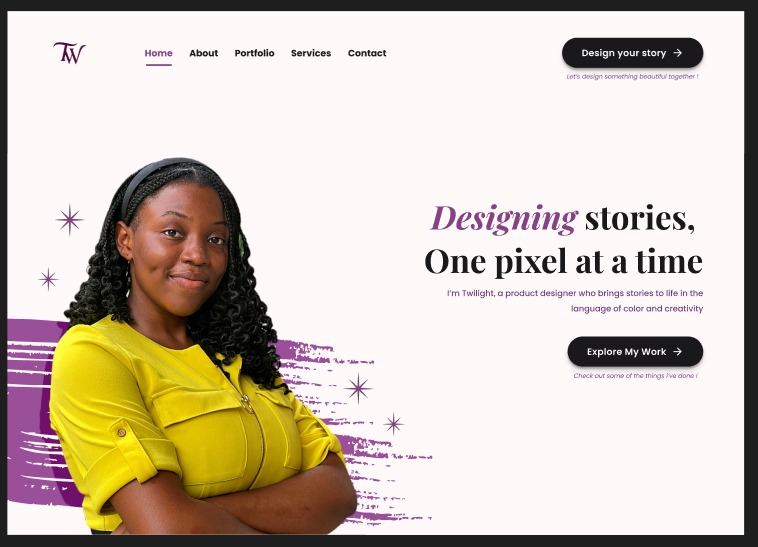 TW
Home About Portfolio Services Contact
Design your story →
Let's design something beautiful together !
Designing stories,
One pixel at a time
I'm Twilight, a product designer who brings stories to life in the
language of color and creativity
Explore My Work →
Check out some of the things i've done !